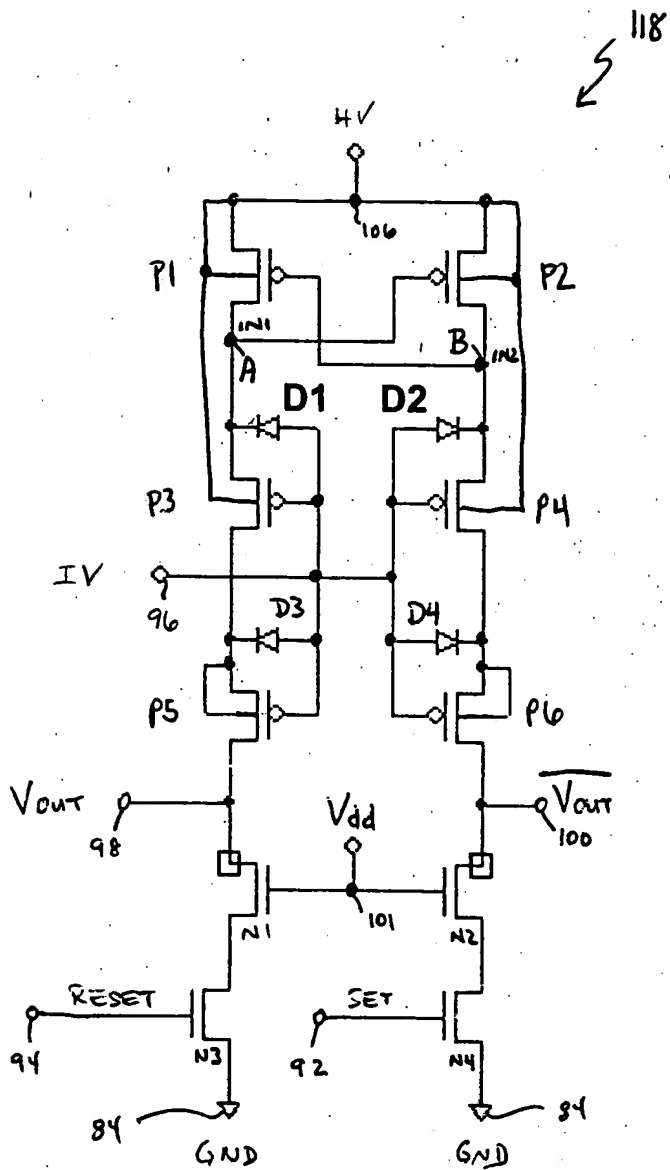 118
HV
106
P1
P2
IN1
A
B
IN2
D1
D2
P3
P4
IV
96
D3
D4
P5
P6
Vout
98
Vdd
Vout
100
101
N1
N2
RESET
94
N3
SET
92
N4
84
84
GND
GND